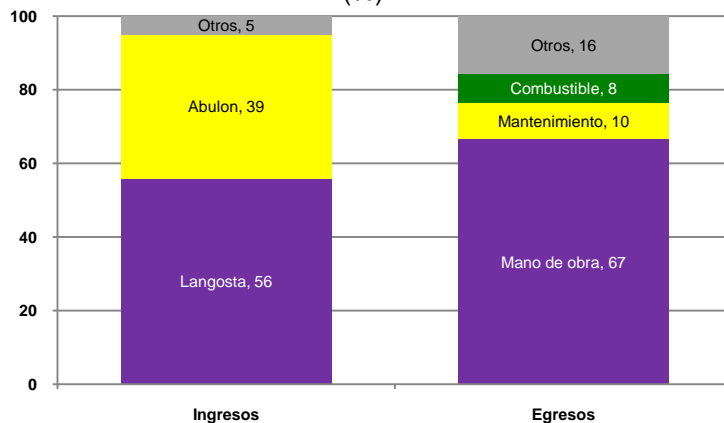 100
80
60
40
20
0
Otros, 5
Abulon, 39
Langosta, 56
Otros, 16
Combustible, 8
Mantenimiento, 10
Mano de obra, 67
Ingresos
Egresos